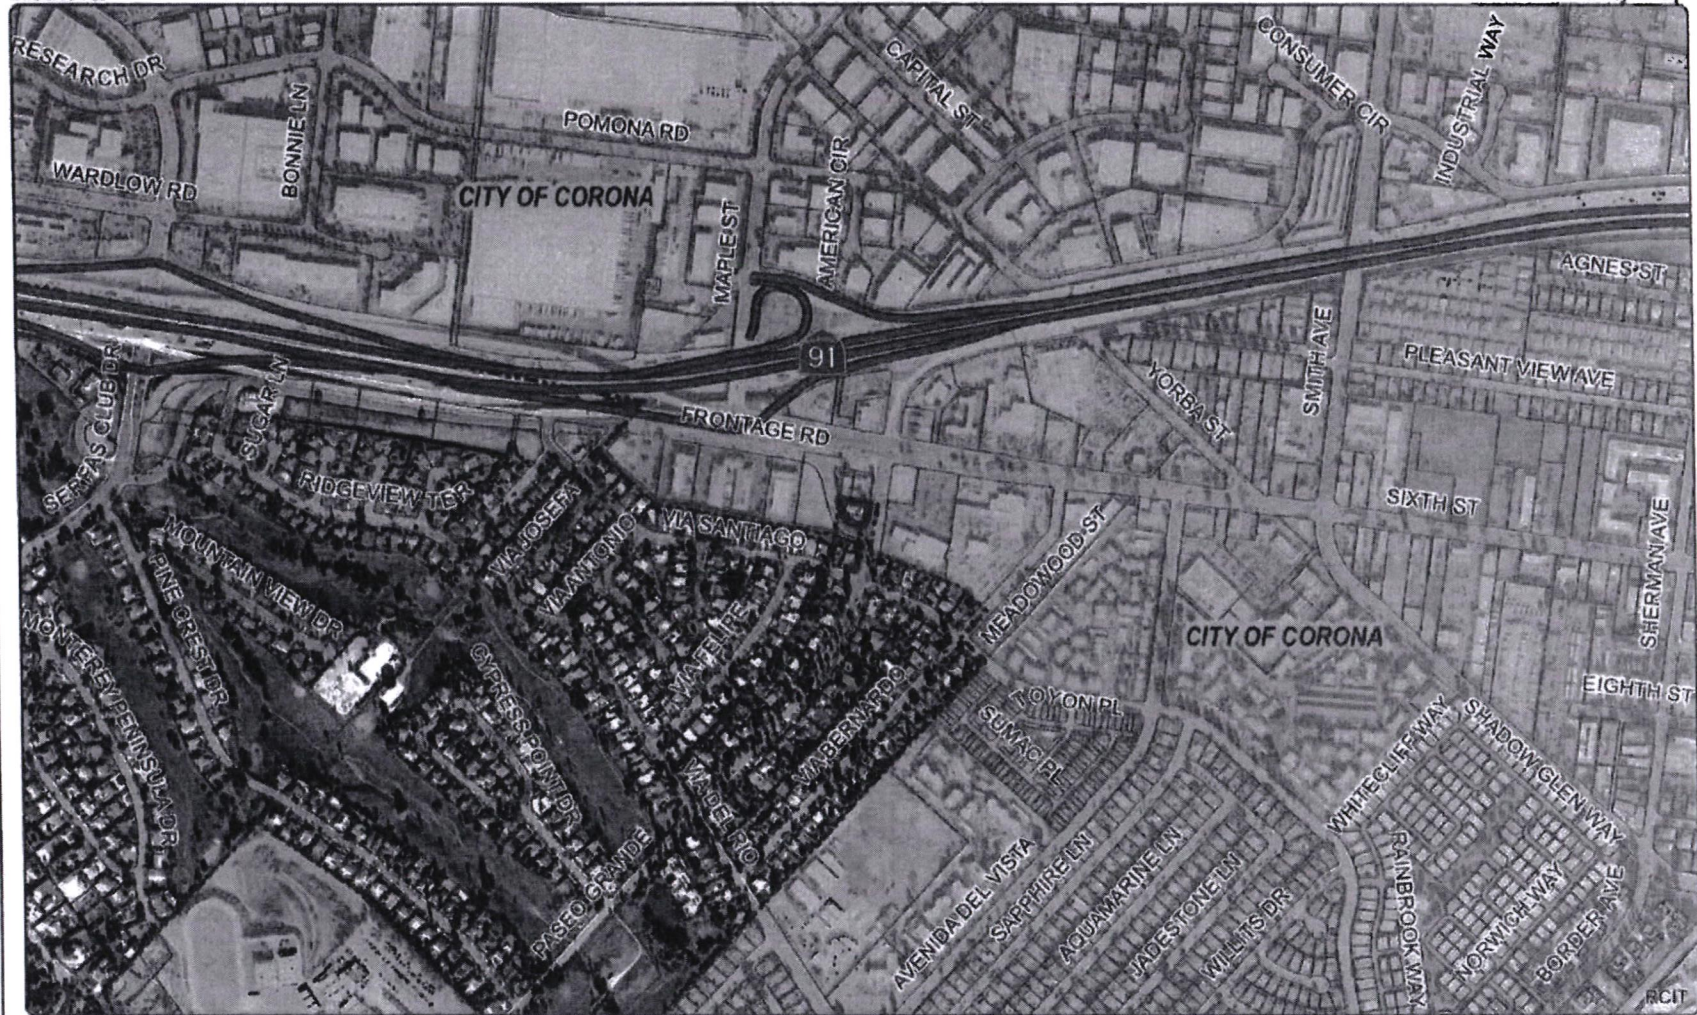 RESEARCH DR
BONNIE LN
WARDLOW RD
POMONA RD
CITY OF CORONA
MAPLE ST
AMERICAN CIR
CAPITAL ST
CONSUMER CIR
INDUSTRIAL WAY
AGNES ST
91
SERFAS CLUB DR
SUGAR LN
FRONTAGE RD
YORBA ST
SMITH AVE
PLEASANT VIEW AVE
RIDGEVIEW TER
VIA JOSEFA
VIA ANTONIO
VIA SANTIAGO
SIXTH ST
MOUNTAIN VIEW DR
PINE CREST DR
MONTEREY PENINSULA DR
CYPRESS POINT DR
VIA FELIPE
VIA BERNARDO
MEADOWOOD ST
CITY OF CORONA
SHERMAN AVE
EIGHTH ST
TOYON PL
SUMAC PL
VIA DEL RIO
PASEO GRANDE
WHITECLIFF WAY
SHADOW GLEN WAY
AVENIDA DEL VISTA
SAPPHIRE LN
AQUAMARINE LN
JADESTONE LN
WILLITS DR
RAINBROOK WAY
NORWICH WAY
BORDER AVE
RCIT